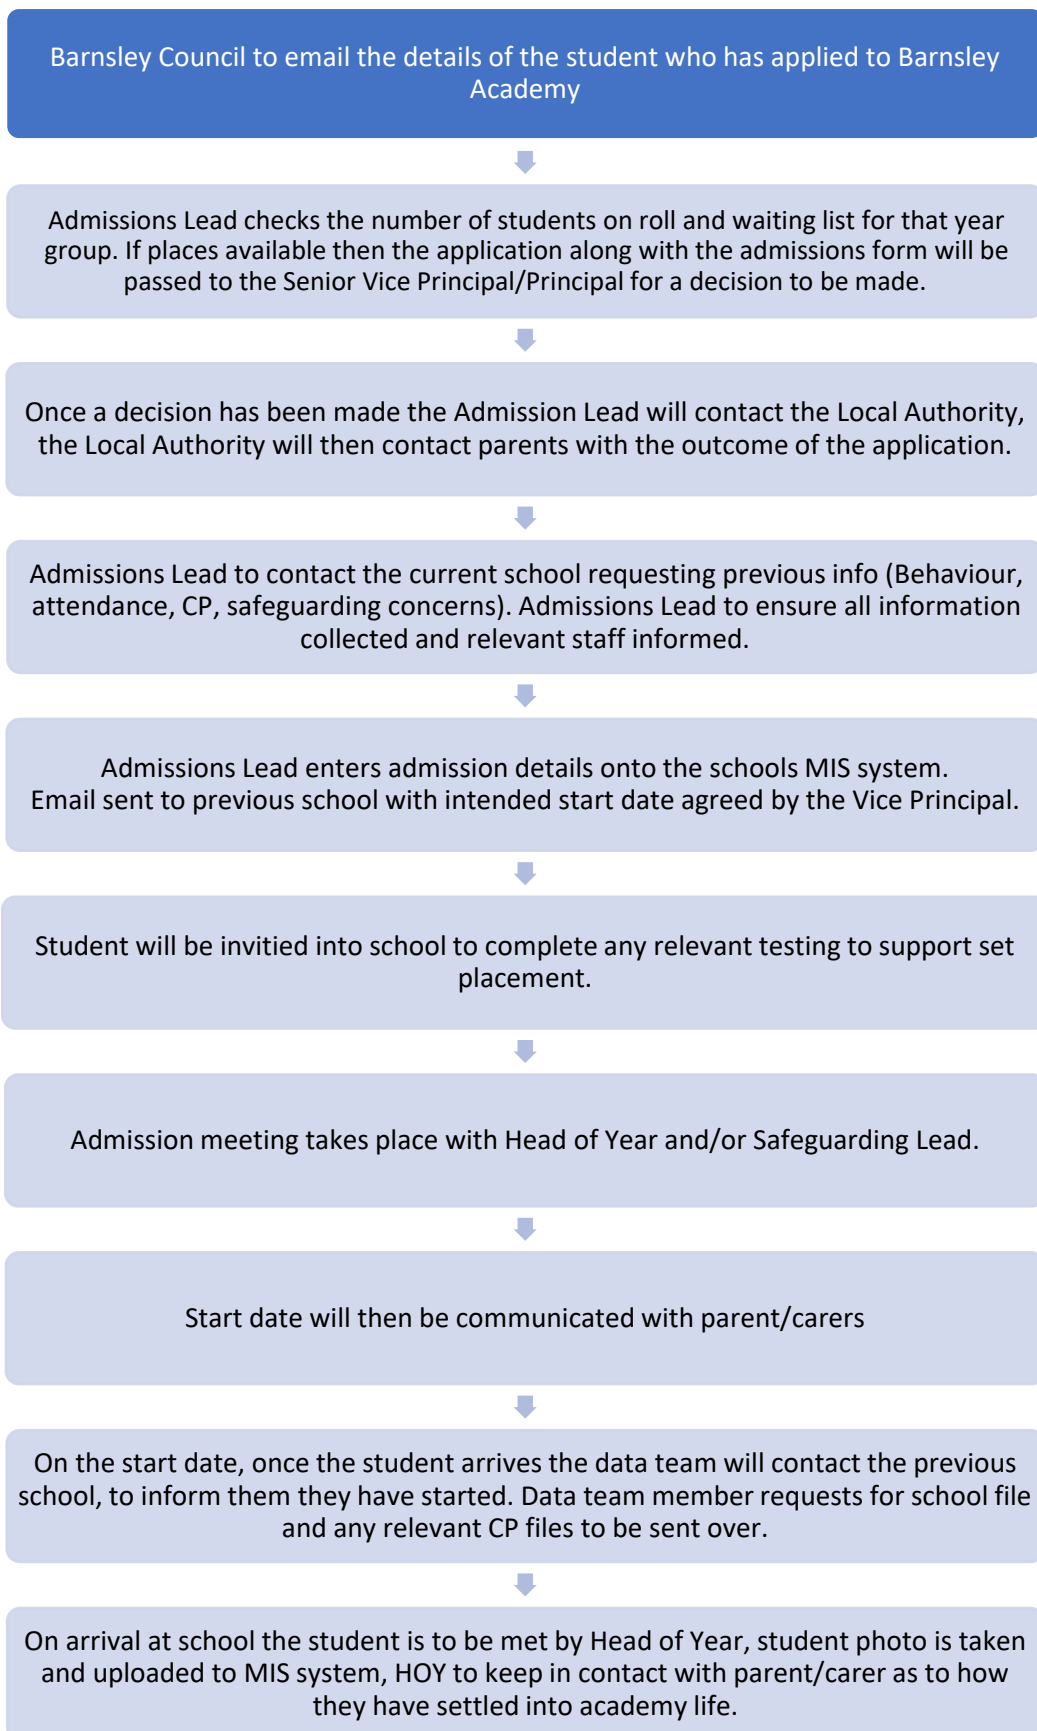 Barnsley Council to email the details of the student who has applied to Barnsley
Academy
Admissions Lead checks the number of students on roll and waiting list for that year
group. If places available then the application along with the admissions form will be
passed to the Senior Vice Principal/Principal for a decision to be made.
Once a decision has been made the Admission Lead will contact the Local Authority,
the Local Authority will then contact parents with the outcome of the application.
Admissions Lead to contact the current school requesting previous info (Behaviour,
attendance, CP, safeguarding concerns). Admissions Lead to ensure all information
collected and relevant staff informed.
Admissions Lead enters admission details onto the schools MIS system.
Email sent to previous school with intended start date agreed by the Vice Principal.
Student will be invitied into school to complete any relevant testing to support set
placement.
Admission meeting takes place with Head of Year and/or Safeguarding Lead.
Start date will then be communicated with parent/carers
On the start date, once the student arrives the data team will contact the previous
school, to inform them they have started. Data team member requests for school file
and any relevant CP files to be sent over.
On arrival at school the student is to be met by Head of Year, student photo is taken
and uploaded to MIS system, HOY to keep in contact with parent/carer as to how
they have settled into academy life.